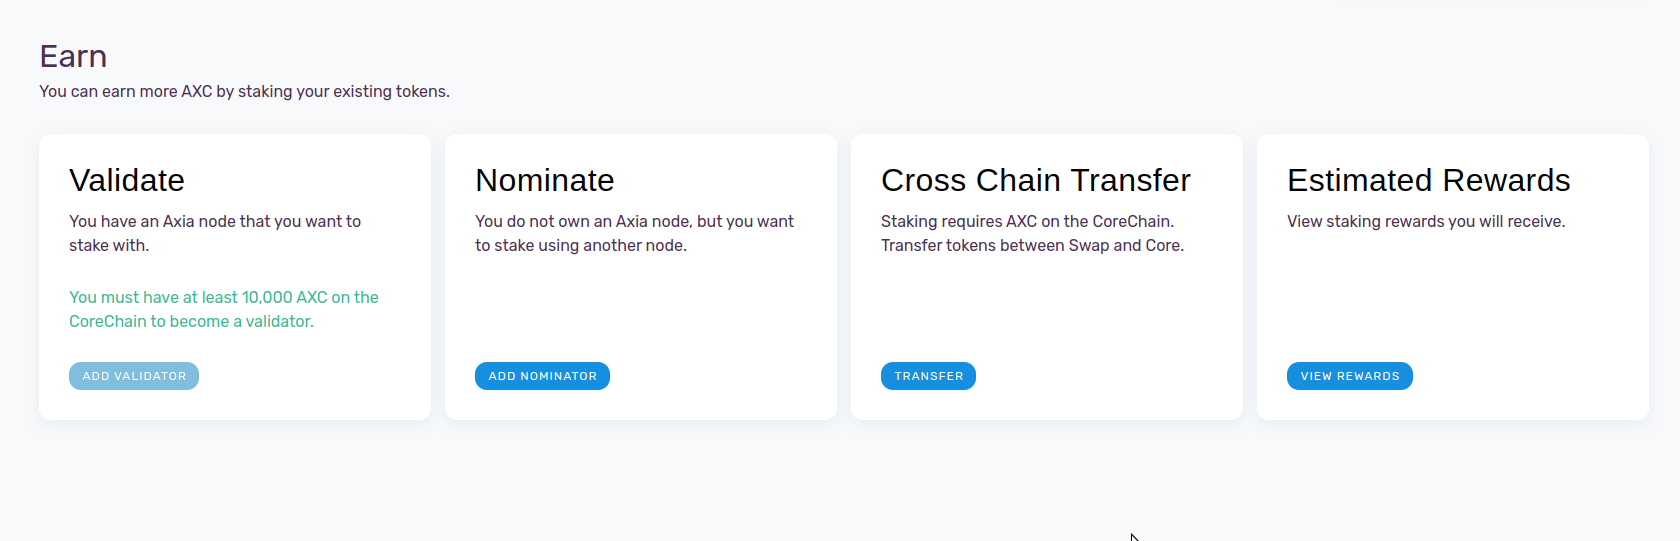 Earn
You can earn more AXC by staking your existing tokens.
Validate
You have an Axia node that you want to
stake with.
You must have at least 10,000 AXC on the
CoreChain to become a validator.
ADD VALIDATOR
Nominate
You do not own an Axia node, but you want
to stake using another node.
ADD NOMINATOR
Cross Chain Transfer
Staking requires AXC on the CoreChain.
Transfer tokens between Swap and Core.
TRANSFER
Estimated Rewards
View staking rewards you will receive.
VIEW REWARDS